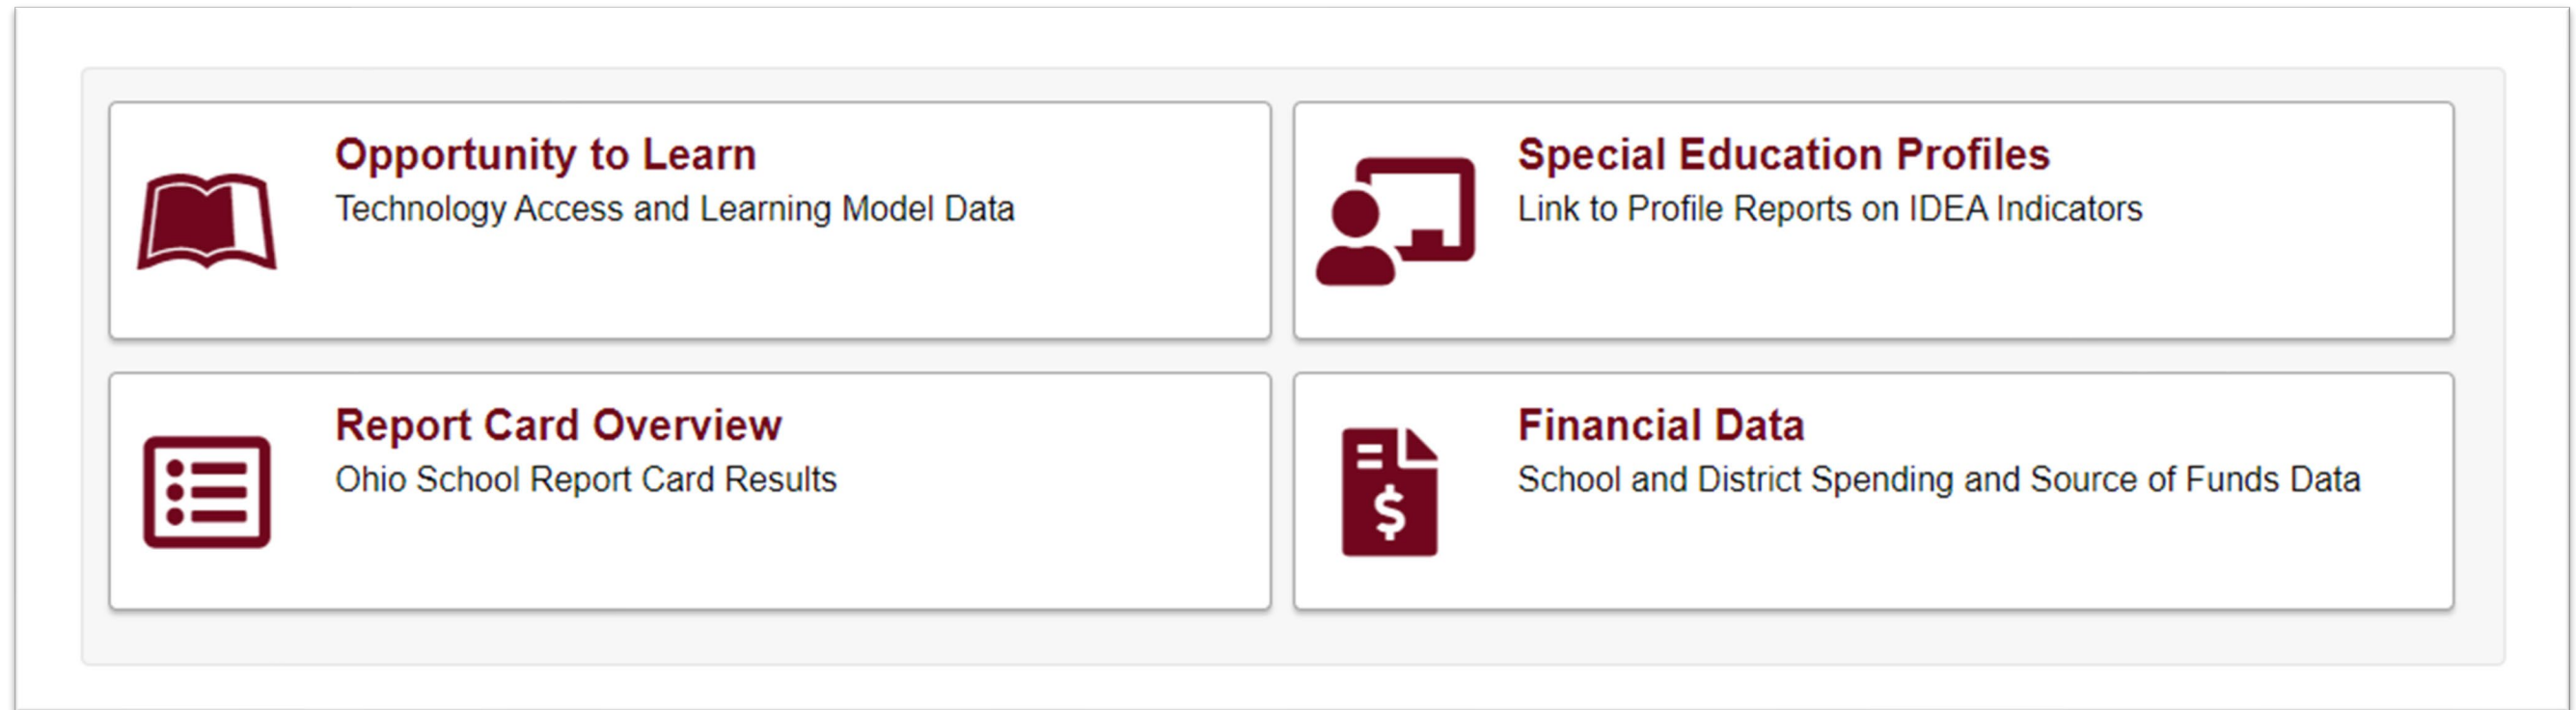 Opportunity to Learn
Technology Access and Learning Model Data
Special Education Profiles
Link to Profile Reports on IDEA Indicators
Report Card Overview
Ohio School Report Card Results
Financial Data
School and District Spending and Source of Funds Data
$